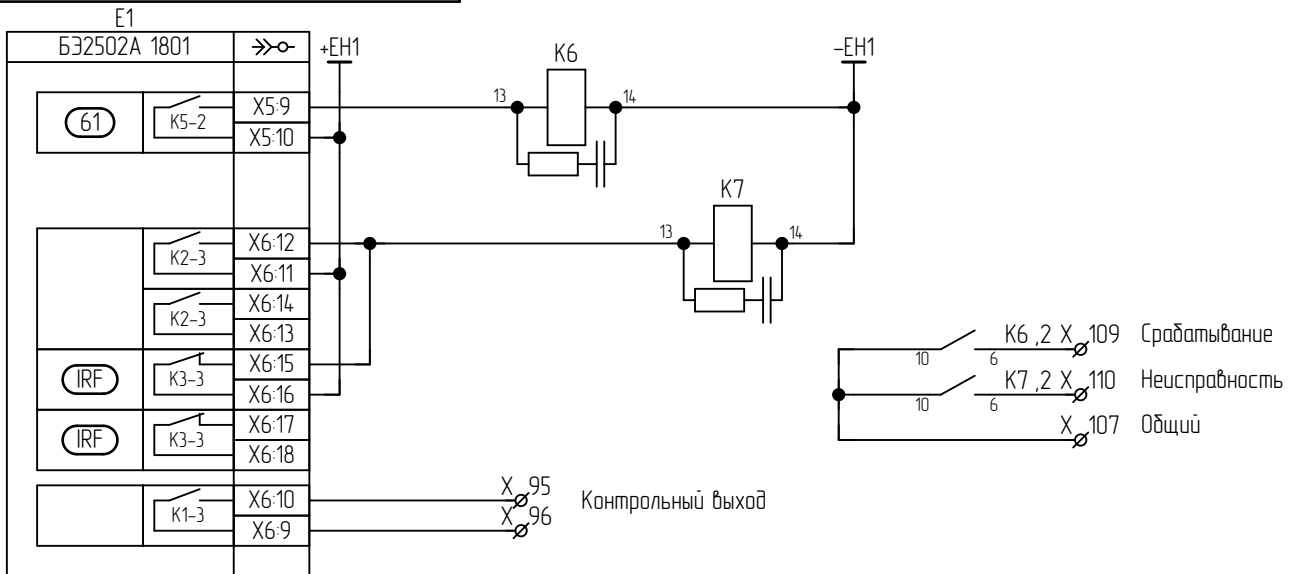 E1
БЭ2502А 1801
+ЕН1
-ЕН1
K6
61
K5-2
X5:9
13
14
X5:10
K7
K2-3
X6:12
13
14
X6:11
K2-3
X6:14
X6:13
IRF
K3-3
X6:15
X6:16
IRF
K3-3
X6:17
X6:18
K1-3
X6:10
X6:9
X 95
X 96
Контрольный выход
10
6
K6 ,2 X 109 Срабатывание
10
6
K7 ,2 X 110 Неисправность
X 107 Общий